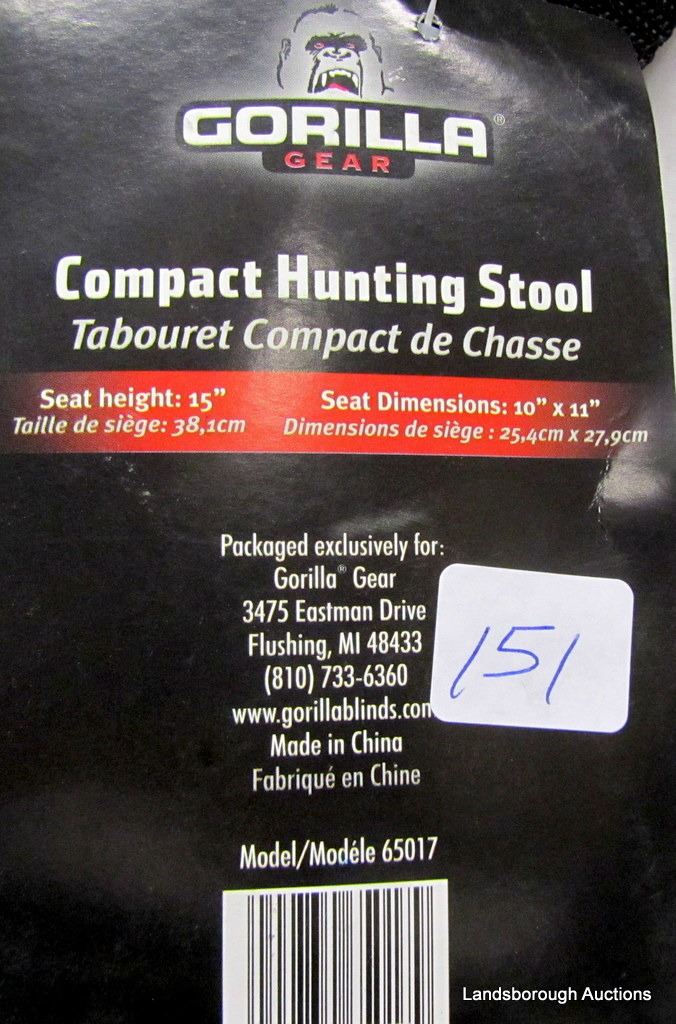 GORILLA®
GEAR
Compact Hunting Stool
Tabouret Compact de Chasse
Seat height: 15”
Taille de siège: 38,1cm
Seat Dimensions: 10” x 11”
Dimensions de siège : 25,4cm x 27,9cm
Packaged exclusively for:
Gorilla® Gear
3475 Eastman Drive
Flushing, MI 48433
(810) 733-6360
www.gorillablinds.com
151
Made in China
Fabriqué en Chine
Model/Modéle 65017
Landsborough Auctions